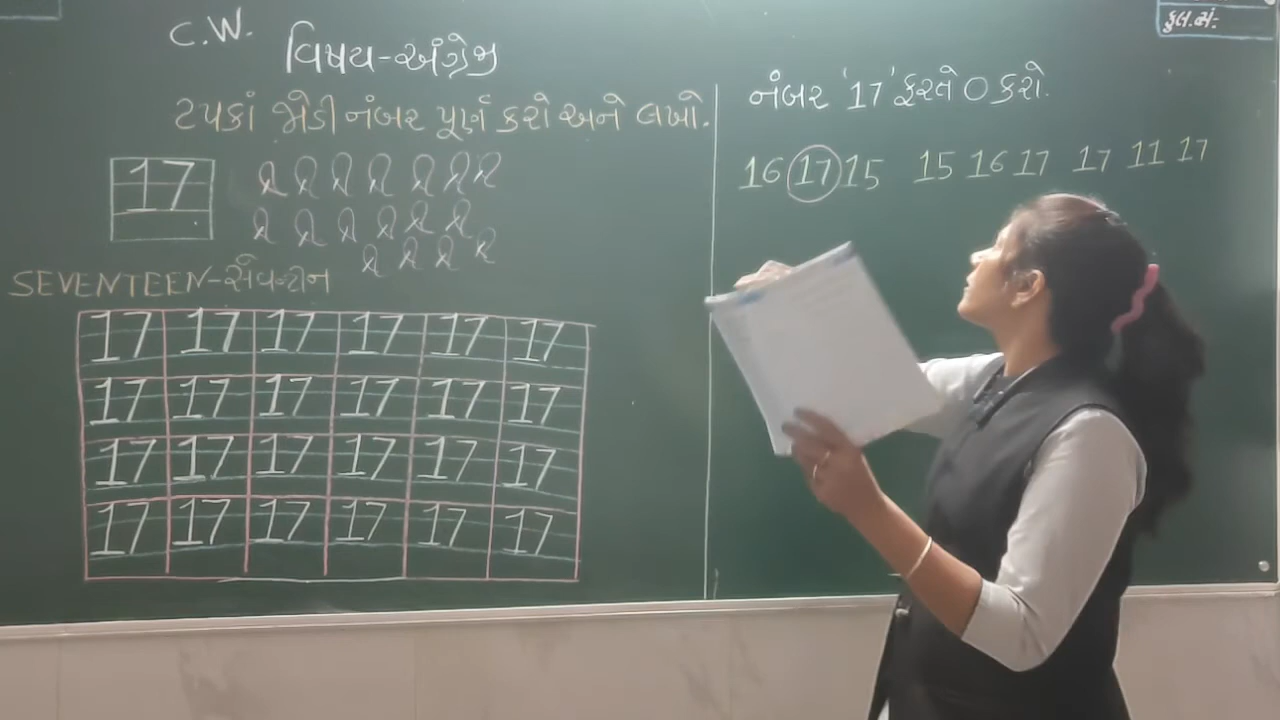 C.W.
વિષય-અંગ્રેજી
ટપકાં જોડી નંબર પૂર્ણ કરો અને લખો.
17
SEVENTEEN-સેવન્ટીન
17 17 17 17 17 17
17 17 17 17 17 17
17 17 17 17 17 17
17 17 17 17 17 17
કુલ.સં:-
નંબર '17' ફરતે O કરો.
16 17 15 15 16 17 17 11 17